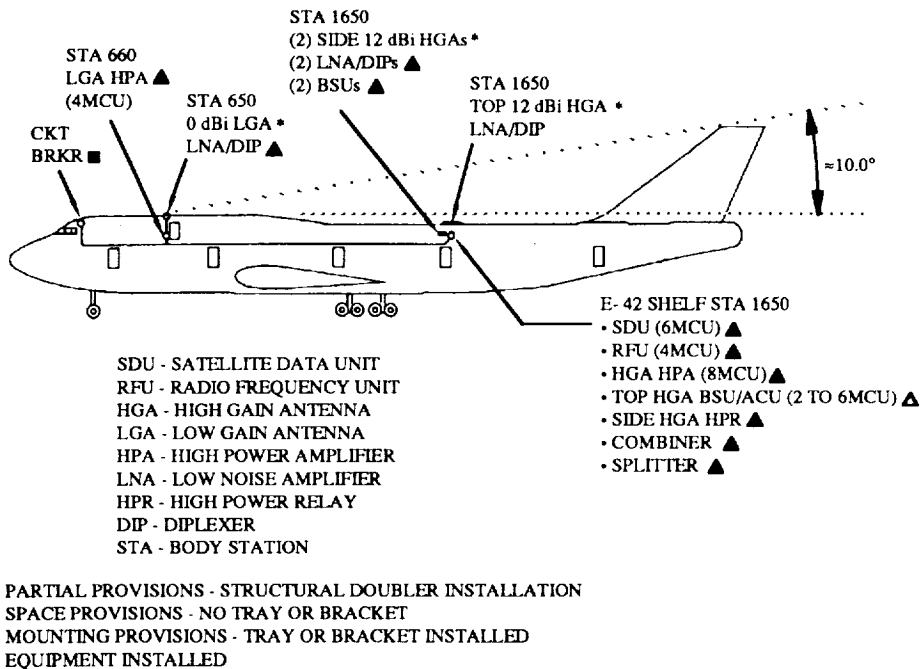 STA 1650
(2) SIDE 12 dBi HGAs *
(2) LNA/DIPs ▲
(2) BSUs ▲
STA 660
LGA HPA ▲
(4MCU)
STA 650
0 dBi LGA *
LNA/DIP ▲
STA 1650
TOP 12 dBi HGA *
LNA/DIP
CKT
BRKR ■
≈10.0°
E- 42 SHELF STA 1650
• SDU (6MCU) ▲
• RFU (4MCU) ▲
• HGA HPA (8MCU) ▲
• TOP HGA BSU/ACU (2 TO 6MCU) △
• SIDE HGA HPR ▲
• COMBINER ▲
• SPLITTER ▲
SDU - SATELLITE DATA UNIT
RFU - RADIO FREQUENCY UNIT
HGA - HIGH GAIN ANTENNA
LGA - LOW GAIN ANTENNA
HPA - HIGH POWER AMPLIFIER
LNA - LOW NOISE AMPLIFIER
HPR - HIGH POWER RELAY
DIP - DIPLEXER
STA - BODY STATION
PARTIAL PROVISIONS - STRUCTURAL DOUBLER INSTALLATION
SPACE PROVISIONS - NO TRAY OR BRACKET
MOUNTING PROVISIONS - TRAY OR BRACKET INSTALLED
EQUIPMENT INSTALLED